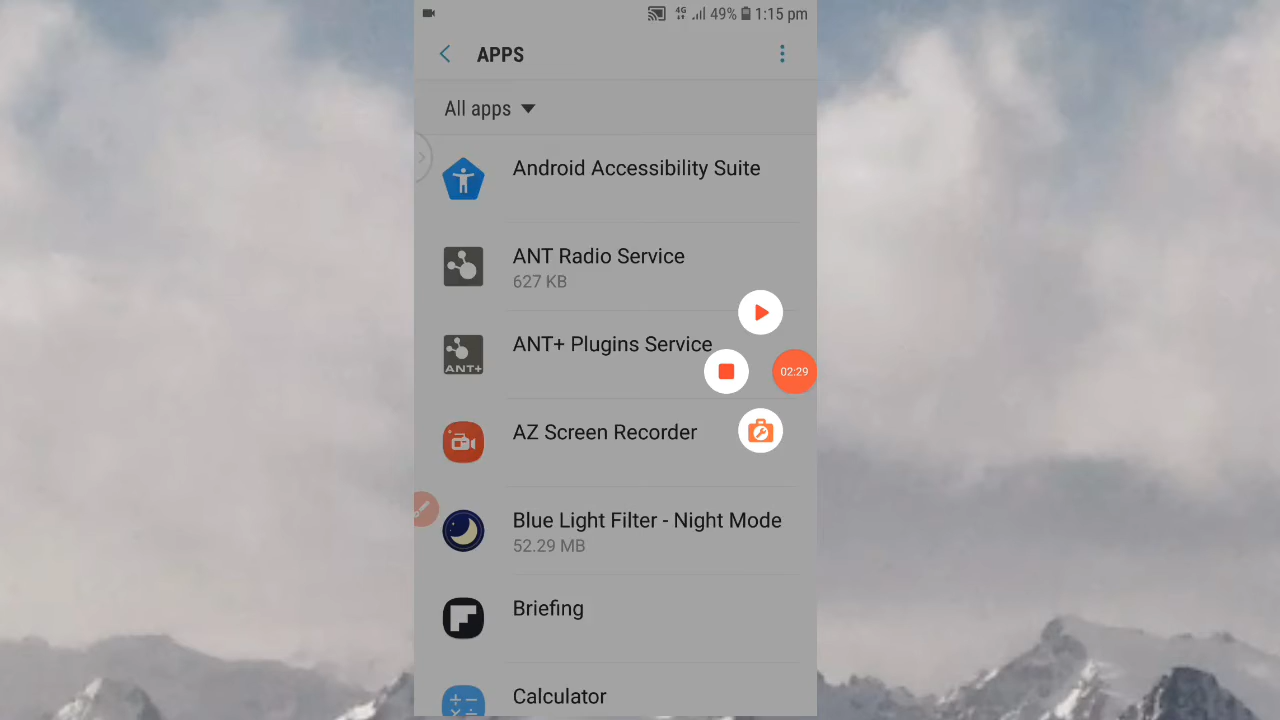 4G 49% 1:15 pm
APPS
All apps
Android Accessibility Suite
ANT Radio Service
627 KB
ANT+ Plugins Service
ANT+
02:29
AZ Screen Recorder
Blue Light Filter - Night Mode
52.29 MB
Briefing
Calculator